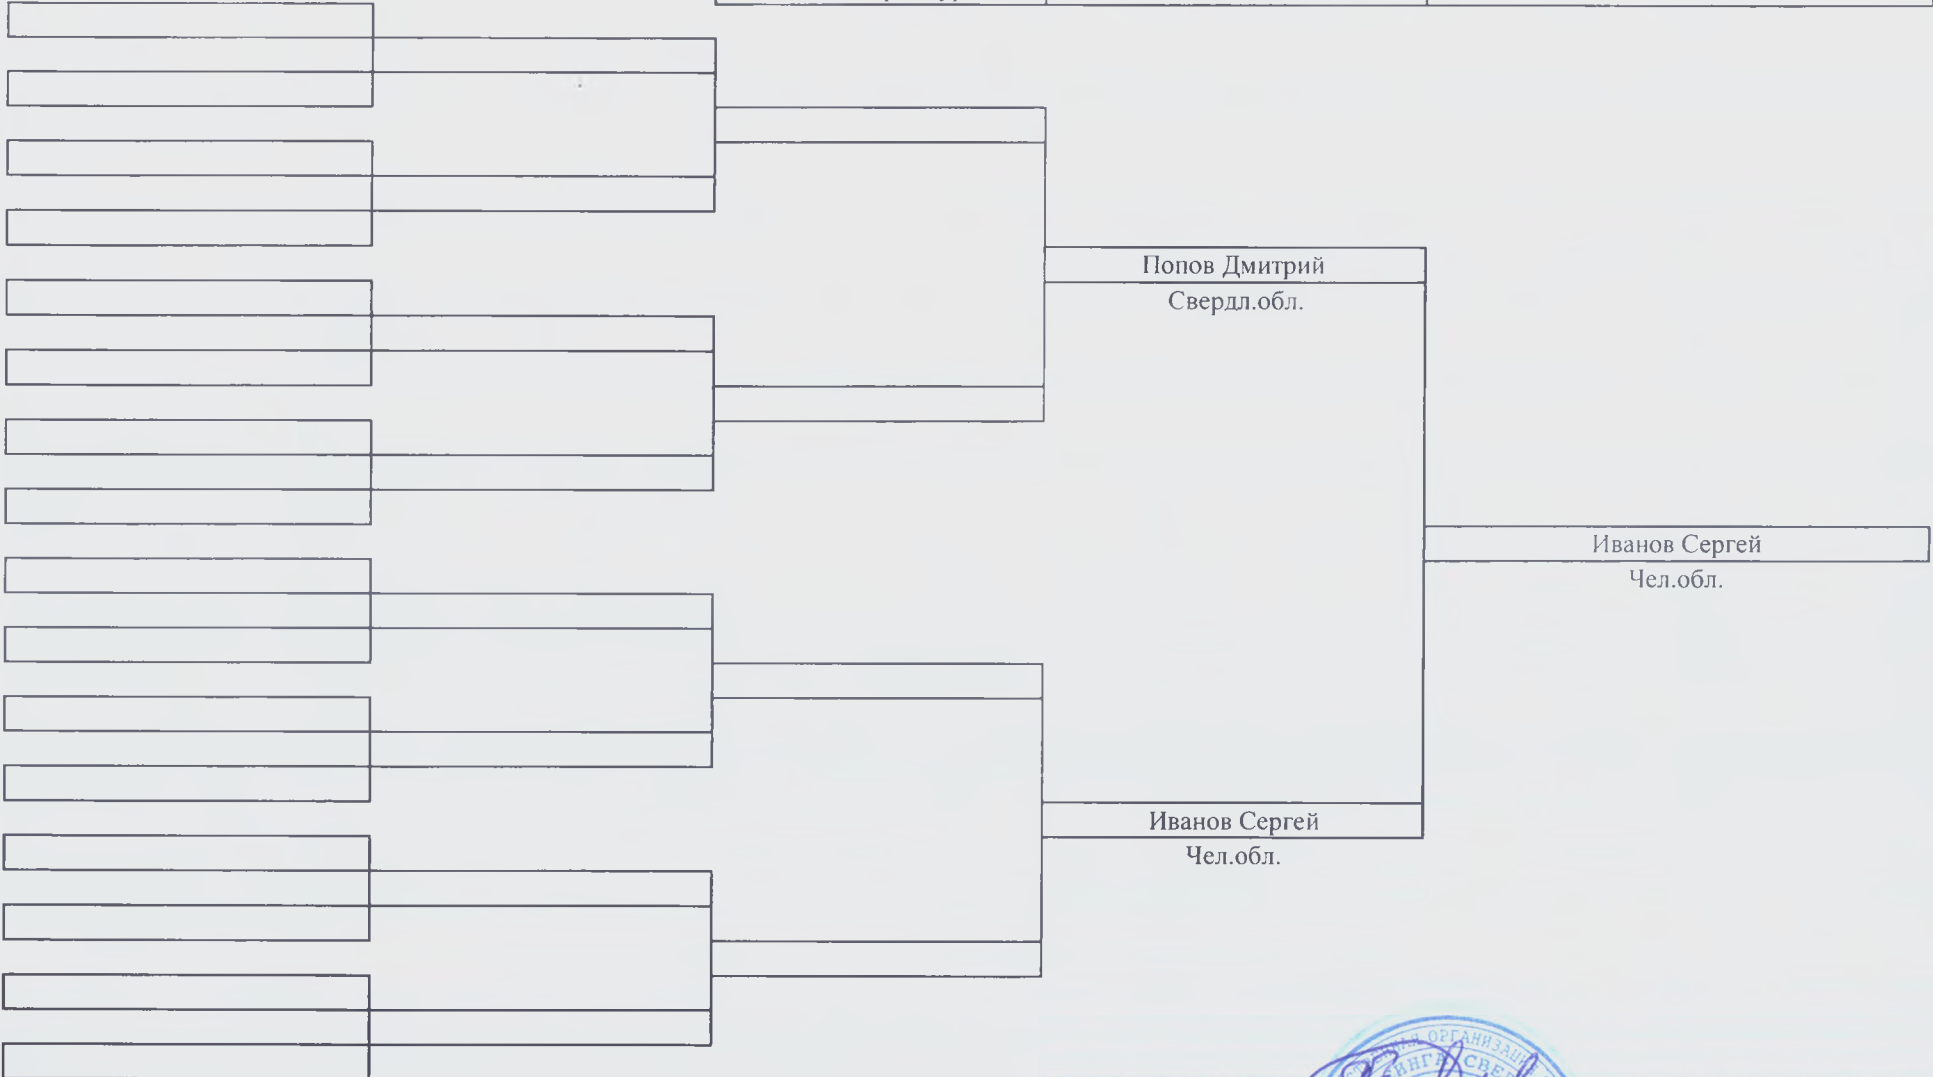 Попов Дмитрий
Свердл.обл.
Иванов Сергей
Чел.обл.
Иванов Сергей
Чел.обл.